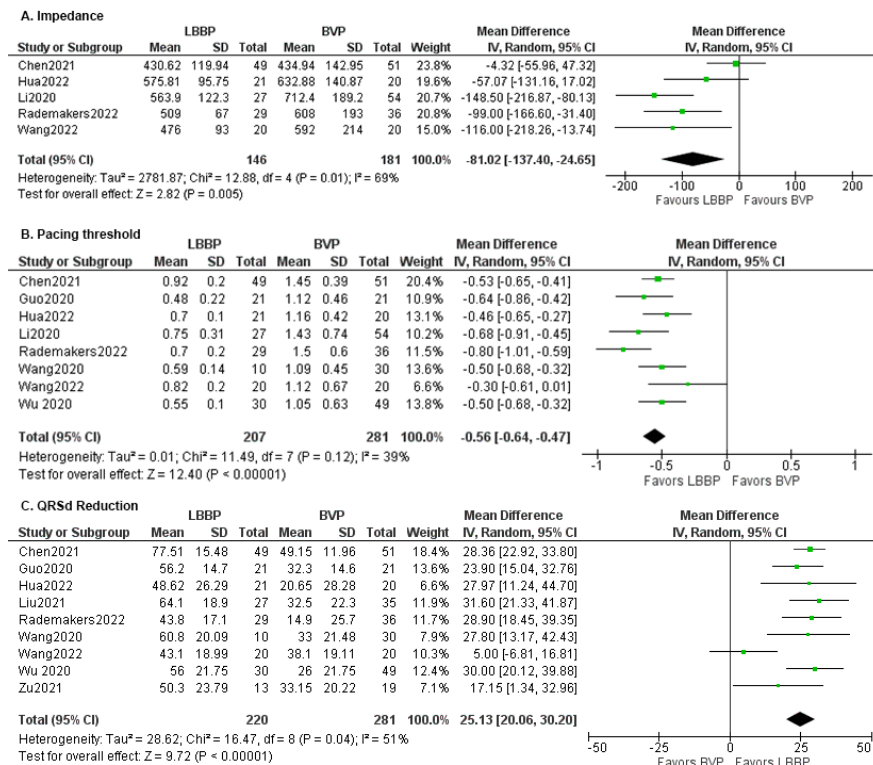 A. Impedance
LBBP BVP Mean Difference Mean Difference
Study or Subgroup Mean SD Total Mean SD Total Weight IV, Random, 95% CI IV, Random, 95% CI
Chen2021 430.62 119.94 49 434.94 142.95 51 23.8% -4.32 [-55.96, 47.32]
Hua2022 575.81 95.75 21 632.88 140.87 20 19.6% -57.07 [-131.16, 17.02]
Li2020 563.9 122.3 27 712.4 189.2 54 20.7% -148.50 [-216.87, -80.13]
Rademakers2022 509 67 29 608 193 36 20.8% -99.00 [-166.60, -31.40]
Wang2022 476 93 20 592 214 20 15.0% -116.00 [-218.26, -13.74]
Total (95% CI) 146 181 100.0% -81.02 [-137.40, -24.65]
Heterogeneity: Tau² = 2781.87; Chi² = 12.88, df = 4 (P = 0.01); I² = 69%
Test for overall effect: Z = 2.82 (P = 0.005)
-200 -100 0 100 200
Favours LBBP Favours BVP
B. Pacing threshold
LBBP BVP Mean Difference Mean Difference
Study or Subgroup Mean SD Total Mean SD Total Weight IV, Random, 95% CI IV, Random, 95% CI
Chen2021 0.92 0.2 49 1.45 0.39 51 20.4% -0.53 [-0.65, -0.41]
Guo2020 0.48 0.22 21 1.12 0.46 21 10.9% -0.64 [-0.86, -0.42]
Hua2022 0.7 0.1 21 1.16 0.42 20 13.1% -0.46 [-0.65, -0.27]
Li2020 0.75 0.31 27 1.43 0.74 54 10.2% -0.68 [-0.91, -0.45]
Rademakers2022 0.7 0.2 29 1.5 0.6 36 11.5% -0.80 [-1.01, -0.59]
Wang2020 0.59 0.14 10 1.09 0.45 30 13.6% -0.50 [-0.68, -0.32]
Wang2022 0.82 0.2 20 1.12 0.67 20 6.6% -0.30 [-0.61, 0.01]
Wu 2020 0.55 0.1 30 1.05 0.63 49 13.8% -0.50 [-0.68, -0.32]
Total (95% CI) 207 281 100.0% -0.56 [-0.64, -0.47]
Heterogeneity: Tau² = 0.01; Chi² = 11.49, df = 7 (P = 0.12); I² = 39%
Test for overall effect: Z = 12.40 (P < 0.00001)
-1 -0.5 0 0.5 1
Favors LBBP Favors BVP
C. QRSd Reduction
LBBP BVP Mean Difference Mean Difference
Study or Subgroup Mean SD Total Mean SD Total Weight IV, Random, 95% CI IV, Random, 95% CI
Chen2021 77.51 15.48 49 49.15 11.96 51 18.4% 28.36 [22.92, 33.80]
Guo2020 56.2 14.7 21 32.3 14.6 21 13.7% 23.90 [15.04, 32.76]
Hua2022 48.62 26.29 21 20.65 28.28 20 6.6% 27.97 [11.24, 44.70]
Liu2021 64.1 18.9 27 32.5 22.3 35 11.9% 31.60 [21.33, 41.87]
Rademakers2022 43.8 17.1 29 14.9 25.7 36 11.7% 28.90 [18.45, 39.35]
Wang2020 60.8 20.09 10 33 21.48 30 7.9% 27.80 [13.17, 42.43]
Wang2022 43.1 18.99 20 38.1 19.11 20 10.3% 5.00 [-6.81, 16.81]
Wu 2020 56 21.75 30 26 21.75 49 12.4% 30.00 [20.12, 39.88]
Zu2021 50.3 23.79 13 33.15 20.22 19 7.1% 17.15 [1.34, 32.96]
Total (95% CI) 220 281 100.0% 25.13 [20.06, 30.20]
Heterogeneity: Tau² = 28.62; Chi² = 16.47, df = 8 (P = 0.04); I² = 51%
Test for overall effect: Z = 9.72 (P < 0.00001)
-50 -25 0 25 50
Favours BVP Favours LBBP